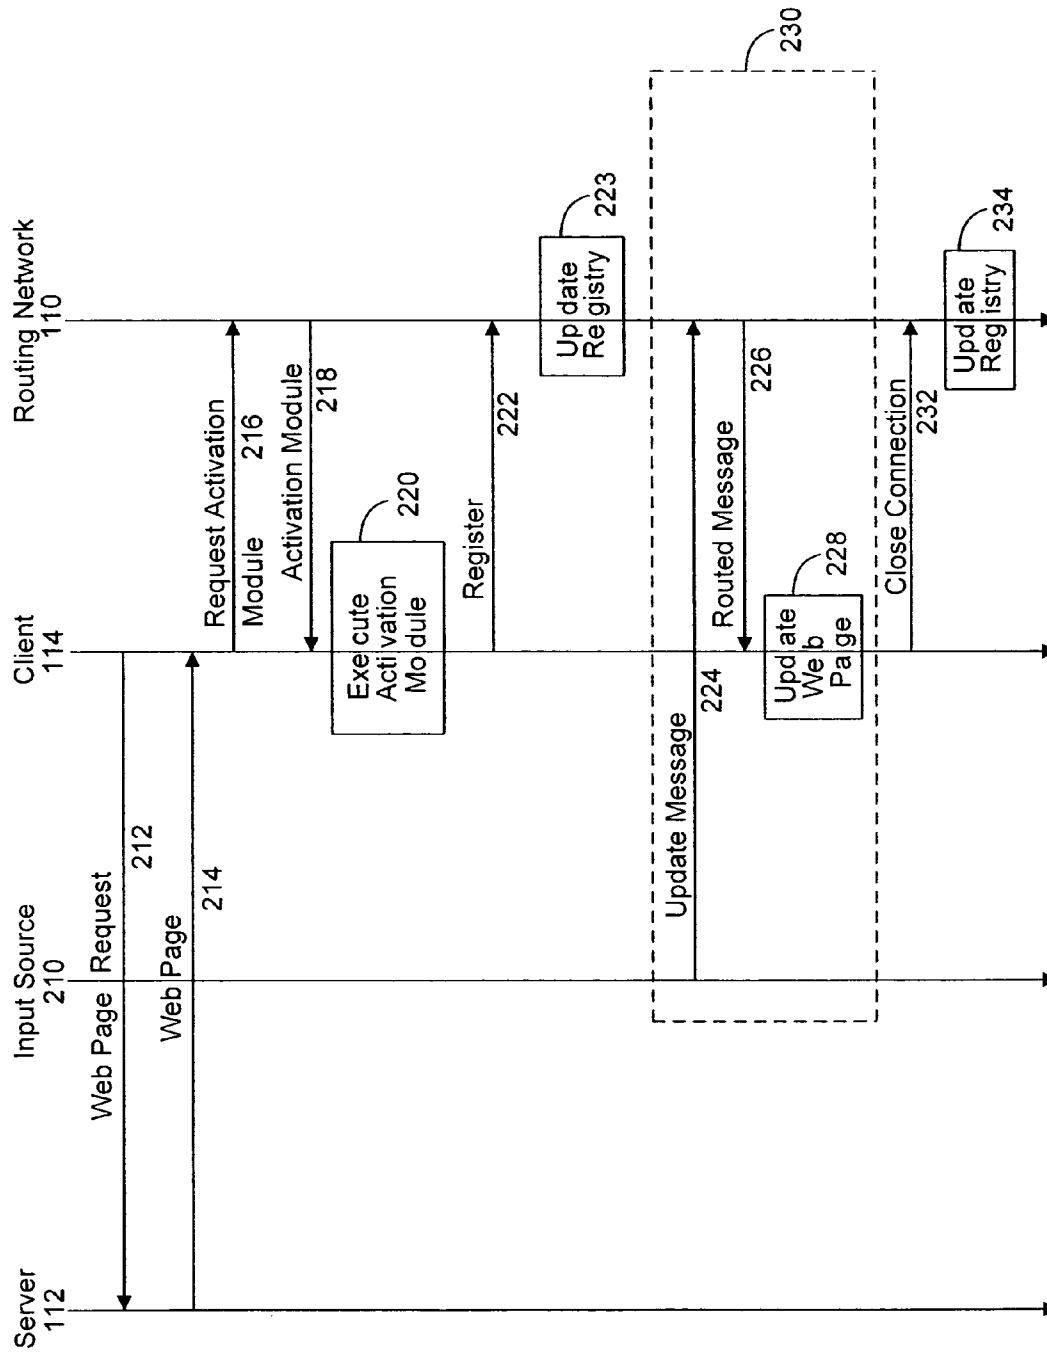 Server
112
Input Source
210
Client
114
Routing Network
110
Web Page Request
212
Web Page
214
Request Activation
Module 216
Activation Module
218
Execute
Activation
Module
220
Register
222
Update
Registry
223
230
Update Message
224
Routed Message
226
Update
Web
Page
228
Close Connection
232
Update
Registry
234